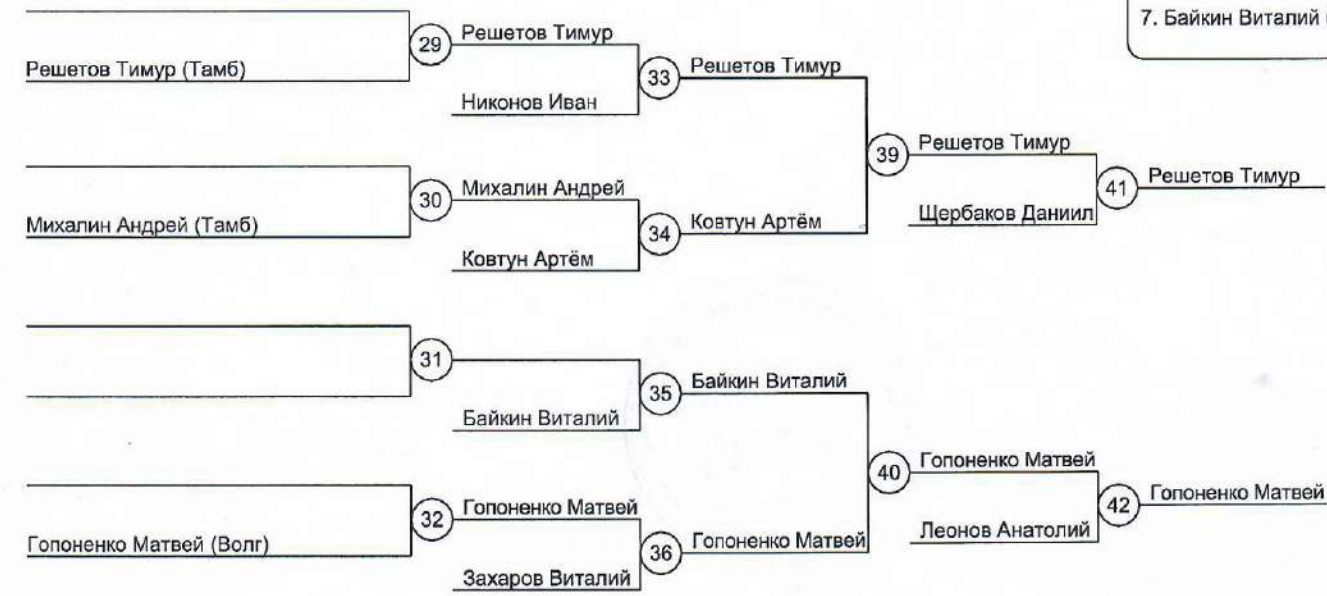 7. Байкин Виталий
29
Решетов Тимур
Решетов Тимур (Тамб)
33
Решетов Тимур
Никонов Иван
39
Решетов Тимур
30
Михалин Андрей
41
Решетов Тимур
Михалин Андрей (Тамб)
34
Ковтун Артём
Щербаков Даниил
Ковтун Артём
31
35
Байкин Виталий
Байкин Виталий
40
Гопоненко Матвей
32
Гопоненко Матвей
42
Гопоненко Матвей
Гопоненко Матвей (Волг)
36
Гопоненко Матвей
Леонов Анатолий
Захаров Виталий